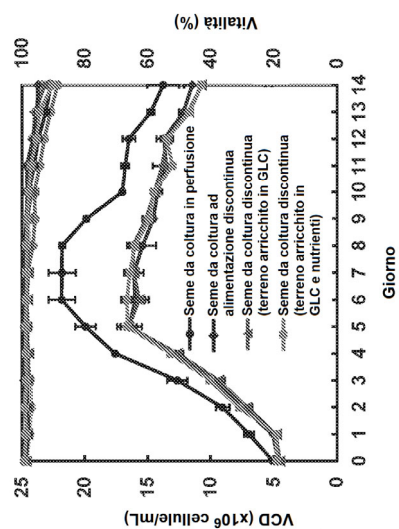 Vitalità (%)
0 20 40 60 80 100
VCD (x10⁶ cellule/mL)
0 5 10 15 20 25
Seme da coltura in perfusione
Seme da coltura ad
alimentazione discontinua
Seme da coltura discontinua
(terreno arricchito in GLC)
Seme da coltura discontinua
(terreno arricchito in
GLC e nutrienti)
0 1 2 3 4 5 6 7 8 9 10 11 12 13 14
Giorno